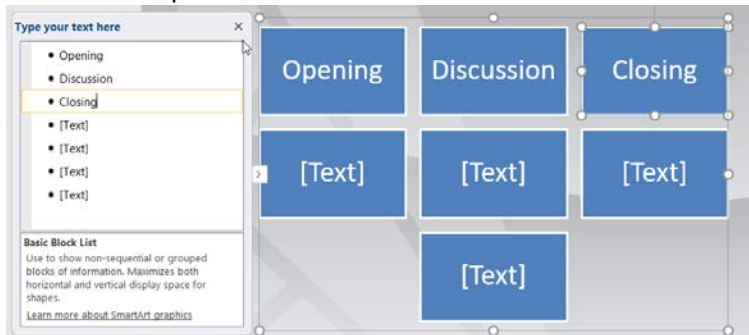 Type your text here
• Opening
• Discussion
• Closing
• [Text]
• [Text]
• [Text]
• [Text]
Basic Block List
Use to show non-sequential or grouped
blocks of information. Maximizes both
horizontal and vertical display space for
shapes.
Learn more about SmartArt graphics
Opening Discussion Closing
[Text] [Text] [Text]
[Text]